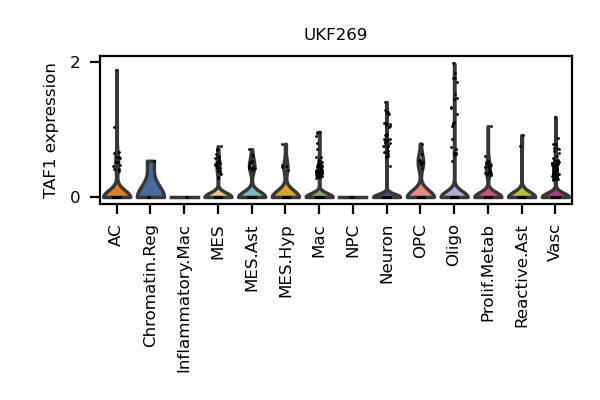 UKF269
TAF1 expression
2
0
AC
Chromatin.Reg
Inflammatory.Mac
MES
MES.Ast
MES.Hyp
Mac
NPC
Neuron
OPC
Oligo
Prolif.Metab
Reactive.Ast
Vasc